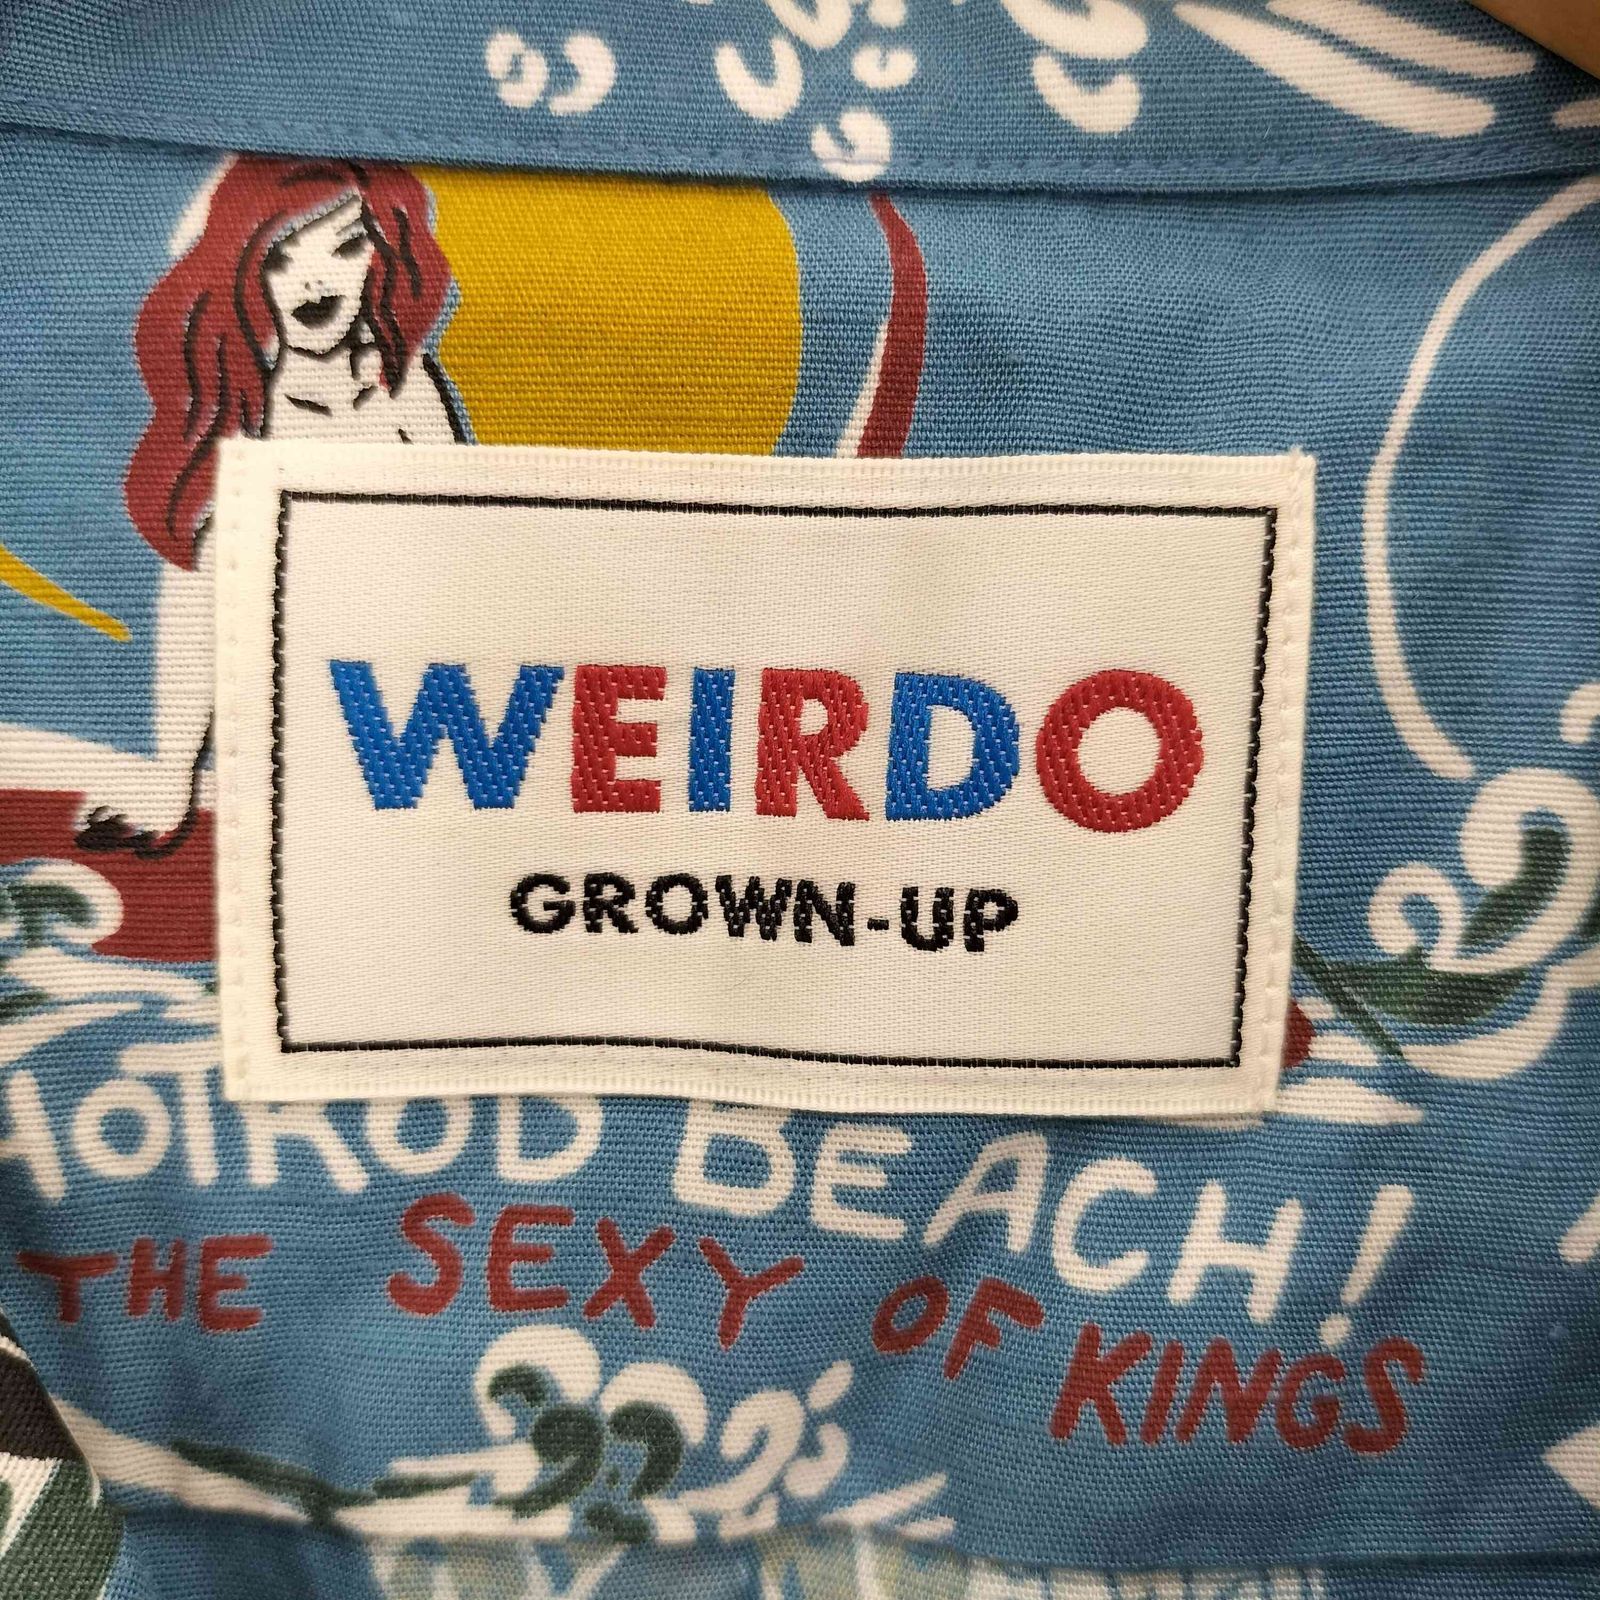 WEIRDO
GROWN-UP
HOTROD BEACH!
THE SEXY OF KINGS